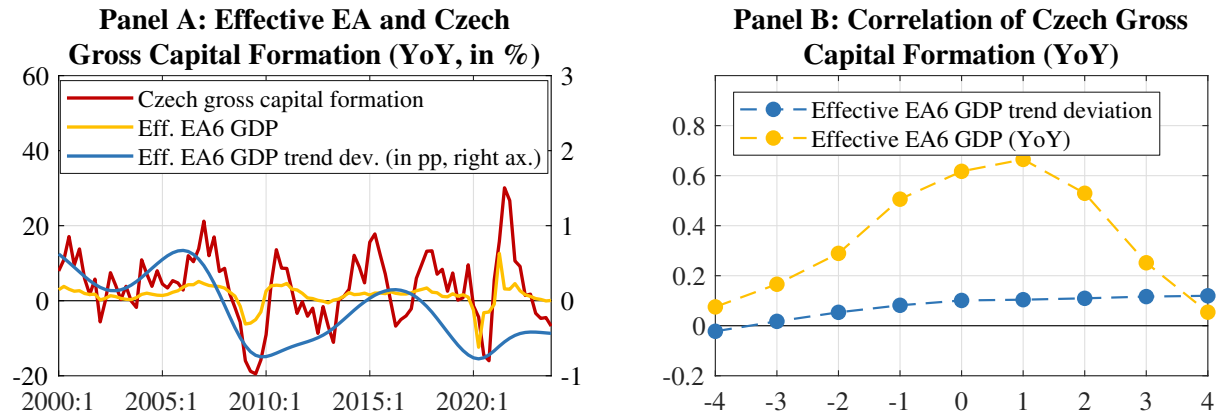 Panel A: Effective EA and Czech
Gross Capital Formation (YoY, in %)
60
40
20
0
-20
3
2
1
0
-1
Czech gross capital formation
Eff. EA6 GDP
Eff. EA6 GDP trend dev. (in pp, right ax.)
2000:1 2005:1 2010:1 2015:1 2020:1
Panel B: Correlation of Czech Gross
Capital Formation (YoY)
0.8
0.6
0.4
0.2
0
-0.2
Effective EA6 GDP trend deviation
Effective EA6 GDP (YoY)
-4 -3 -2 -1 0 1 2 3 4